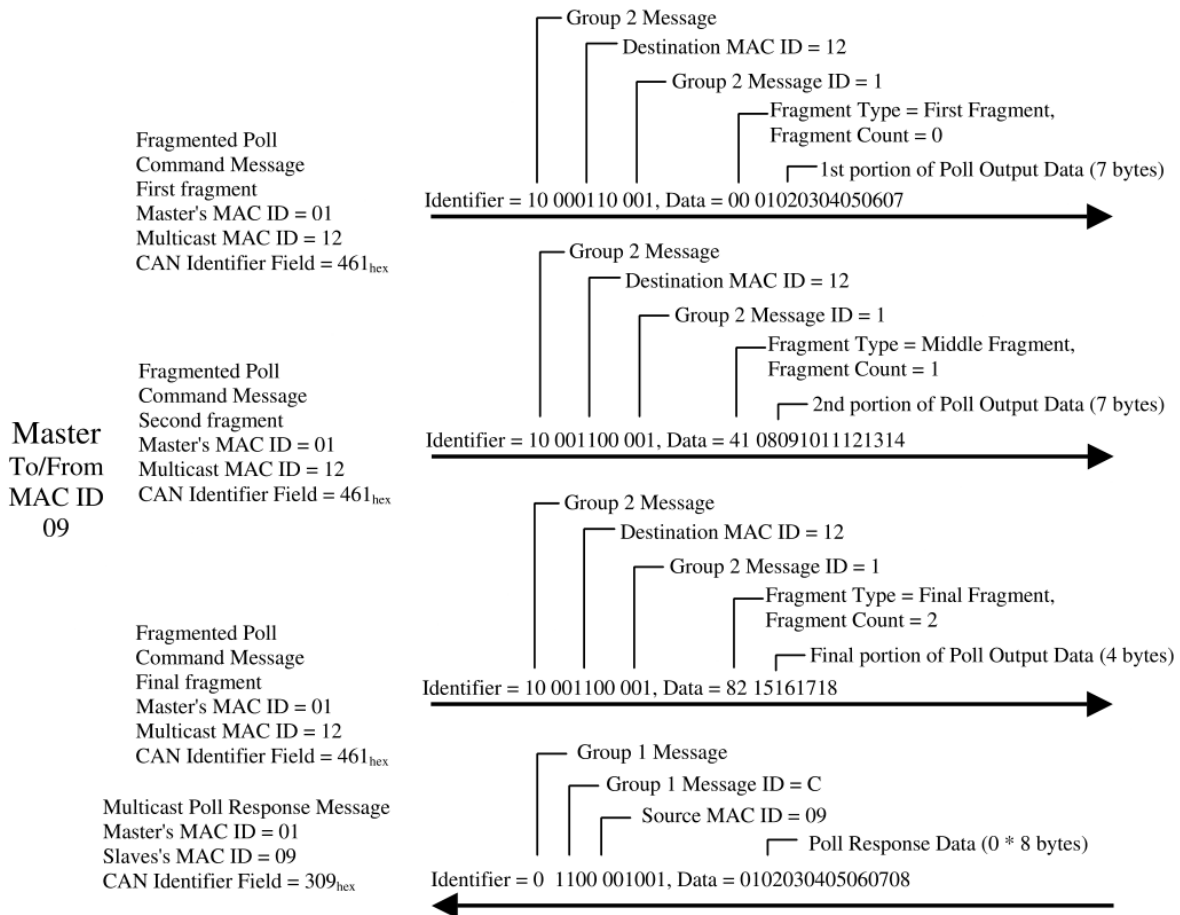 Group 2 Message
Destination MAC ID = 12
Group 2 Message ID = 1
Fragment Type = First Fragment,
Fragment Count = 0
1st portion of Poll Output Data (7 bytes)
Fragmented Poll
Command Message
First fragment
Master's MAC ID = 01
Multicast MAC ID = 12
CAN Identifier Field = 461hex
Identifier = 10 000110 001, Data = 00 01020304050607
Group 2 Message
Destination MAC ID = 12
Group 2 Message ID = 1
Fragment Type = Middle Fragment,
Fragment Count = 1
2nd portion of Poll Output Data (7 bytes)
Fragmented Poll
Command Message
Second fragment
Master's MAC ID = 01
Multicast MAC ID = 12
CAN Identifier Field = 461hex
Identifier = 10 001100 001, Data = 41 08091011121314
Master
To/From
MAC ID
09
Group 2 Message
Destination MAC ID = 12
Group 2 Message ID = 1
Fragment Type = Final Fragment,
Fragment Count = 2
Final portion of Poll Output Data (4 bytes)
Fragmented Poll
Command Message
Final fragment
Master's MAC ID = 01
Multicast MAC ID = 12
CAN Identifier Field = 461hex
Identifier = 10 001100 001, Data = 82 15161718
Group 1 Message
Group 1 Message ID = C
Source MAC ID = 09
Poll Response Data (0 * 8 bytes)
Multicast Poll Response Message
Master's MAC ID = 01
Slaves's MAC ID = 09
CAN Identifier Field = 309hex
Identifier = 0 1100 001001, Data = 0102030405060708